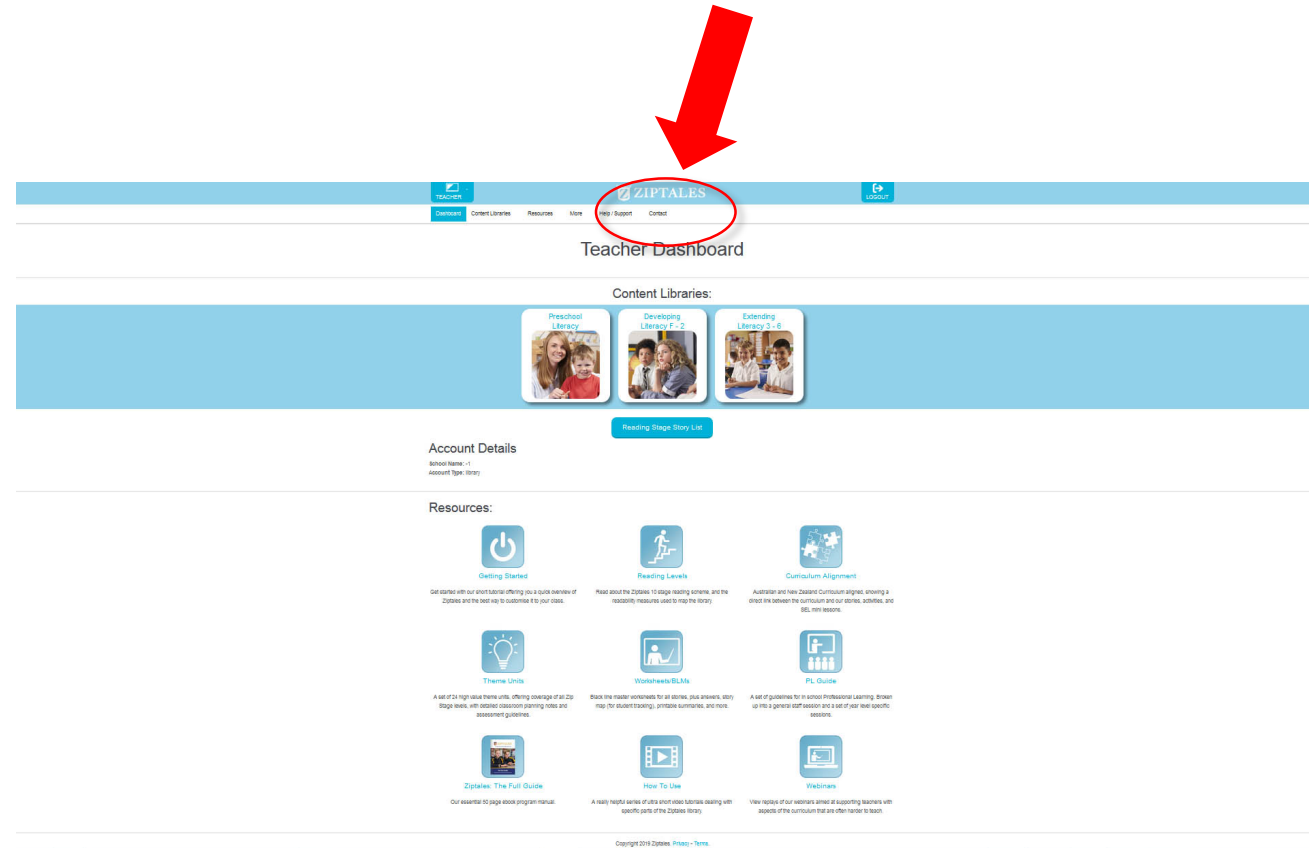 TEACHER
ZIPTALES
LOGOUT
Dashboard Content Libraries Resources More Help / Support Contact
Teacher Dashboard
Content Libraries:
Preschool Developing Extending
Literacy Literacy F - 2 Literacy 3 - 6
Reading Stage Story List
Account Details
School Name: -1
Account Type: library
Resources:
Getting Started
Get started with our short tutorial offering you a quick overview of
Ziptales and the best way to customise it to your class.
Reading Levels
Read about the Ziptales 10 stage reading scheme, and the
readability measures used to map the library.
Curriculum Alignment
Australian and New Zealand Curriculum aligned, showing a
direct link between the curriculum and our stories, activities, and
SEL mini lessons.
Theme Units
A set of 24 high value theme units, offering coverage of all Zip
Stage levels, with detailed classroom planning notes and
assessment guidelines.
Worksheets/BLMs
Black line master worksheets for all stories, plus answers, story
map (for student tracking), printable summaries, and more.
PL Guide
A set of guidelines for in school Professional Learning. Broken
up into a general staff session and a set of year level specific
sessions.
Ziptales: The Full Guide
Our essential 50 page ebook program manual.
How To Use
A really helpful series of ultra short video tutorials dealing with
specific parts of the Ziptales library.
Webinars
View replays of our webinars aimed at supporting teachers with
aspects of the curriculum that are often harder to teach.
Copyright 2019 Ziptales. Privacy - Terms.